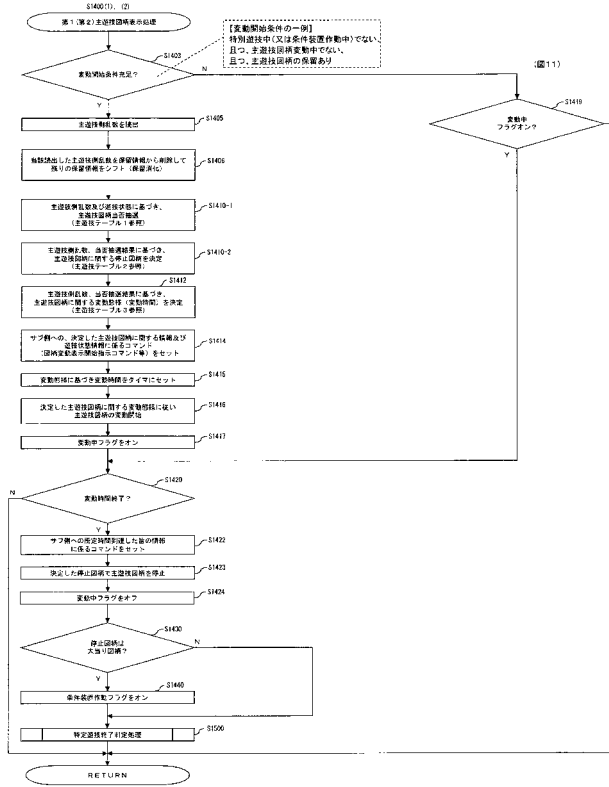 S1400(1), (2)
第1(第2)主遊技図柄表示処理
【変動開始条件の一例】
特別遊技中(又は条件装置作動中)でない、
且つ、主遊技図柄変動中でない、
且つ、主遊技図柄の保留あり
S1403
変動開始条件充足?
N
Y
(図11)
S1419
変動中
フラグオン?
Y
S1405
主遊技側乱数を読出
S1406
当該読出した主遊技側乱数を保留情報から削除して
残りの保留情報をシフト(保留消化)
S1410-1
主遊技側乱数及び遊技状態に基づき、
主遊技図柄当否抽選
(主遊技テーブル1参照)
S1410-2
主遊技側乱数、当否抽選結果に基づき、
主遊技図柄に関する停止図柄を決定
(主遊技テーブル2参照)
S1412
主遊技側乱数、当否抽選結果に基づき、
主遊技図柄に関する変動態様(変動時間)を決定
(主遊技テーブル3参照)
S1414
サブ側への、決定した主遊技図柄に関する情報及び
遊技状態情報に係るコマンド
(図柄変動表示開始指示コマンド等)をセット
S1415
変動態様に基づき変動時間をタイマにセット
S1416
決定した主遊技図柄に関する変動態様に従い
主遊技図柄の変動開始
S1417
変動中フラグをオン
S1420
N
変動時間終了?
Y
S1422
サブ側への所定時間到達した旨の情報
に係るコマンドをセット
S1423
決定した停止図柄で主遊技図柄を停止
S1424
変動中フラグをオフ
S1430
停止図柄は
大当り図柄?
N
Y
S1440
条件装置作動フラグをオン
S1500
特定遊技終了判定処理
RETURN